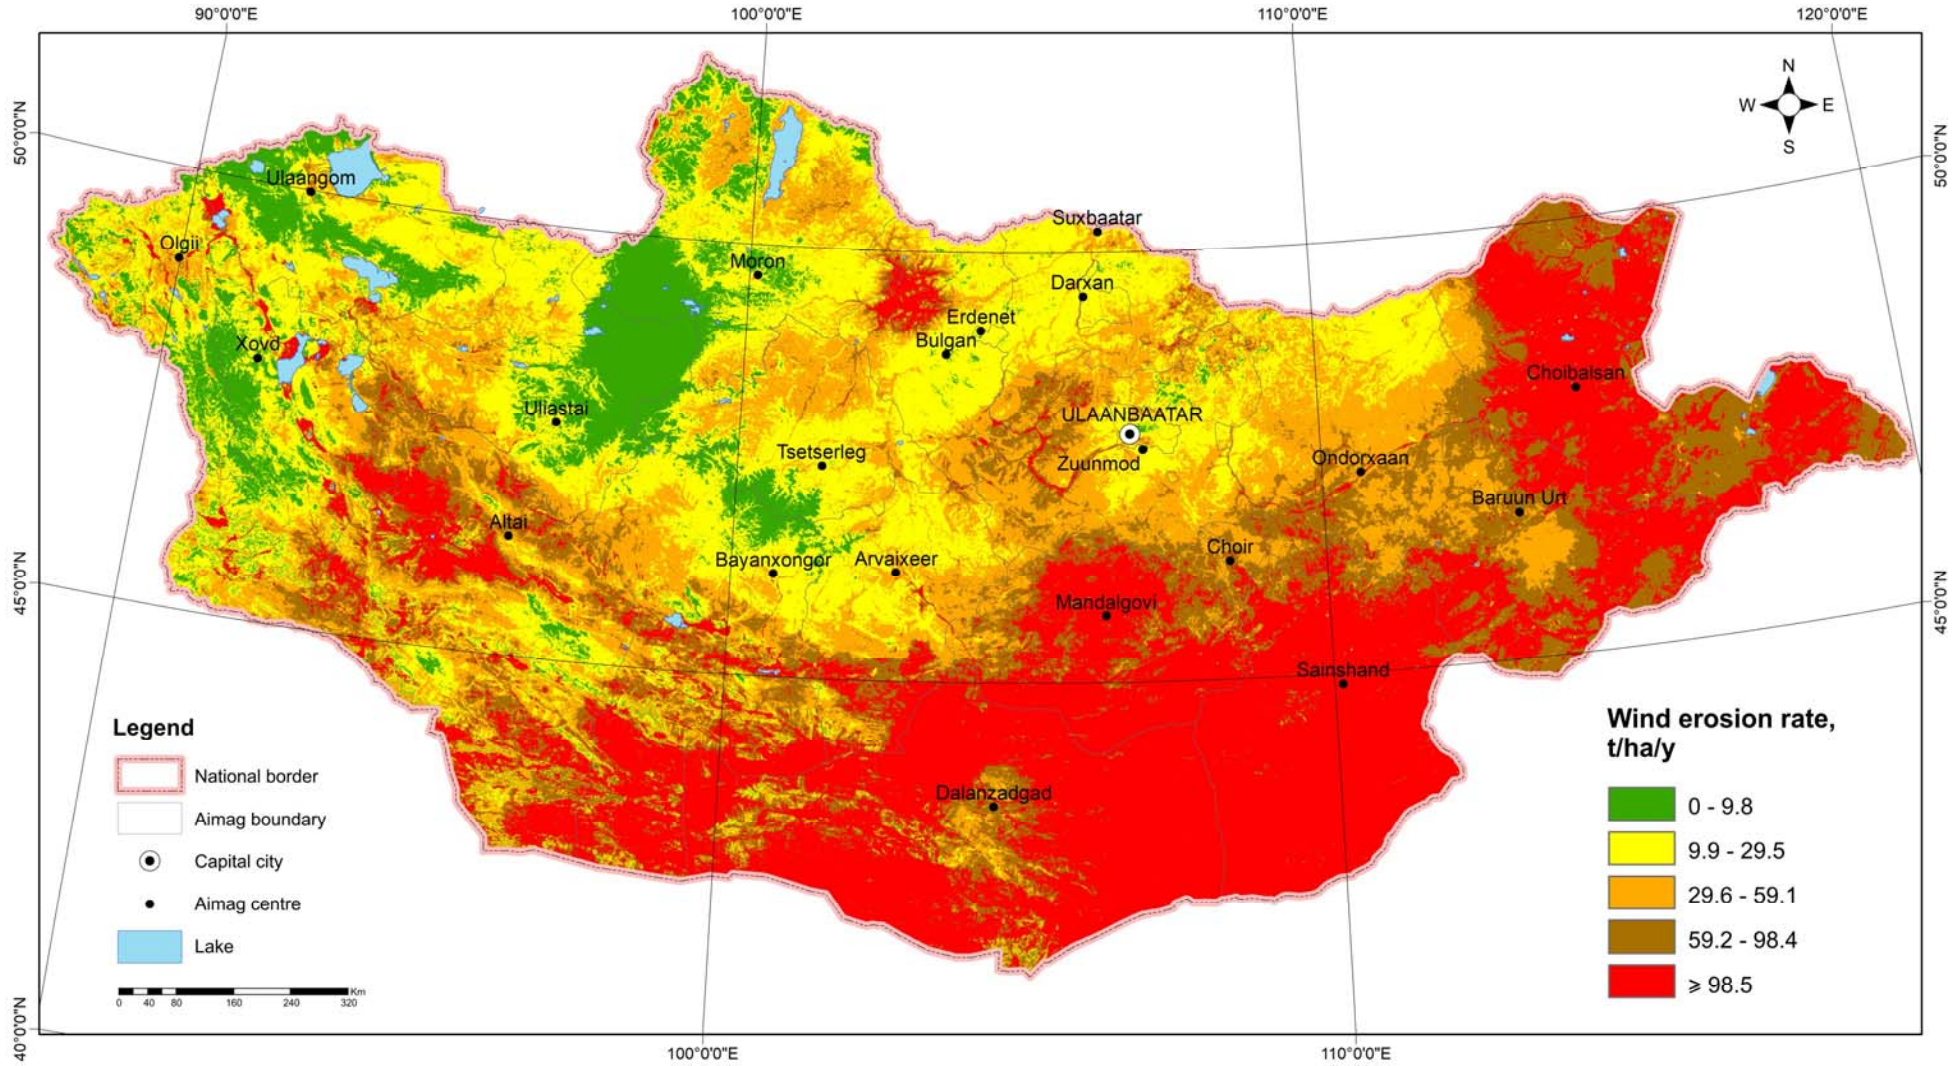 90°0'0"E
100°0'0"E
110°0'0"E
120°0'0"E
50°0'0"N
50°0'0"N
N
W
E
S
Ulaangom
Olgii
Suxbaatar
Moron
Darxan
Erdenet
Bulgan
Xovd
Choibalsan
Uliastai
ULAANBAATAR
Tsetserleg
Zuunmod
Ondorxaan
Baruun Urt
Altai
Choir
Bayanxongor
Arvaixeer
45°0'0"N
45°0'0"N
Mandalgovi
Sainshand
Dalanzadgad
Legend
National border
Aimag boundary
Capital city
Aimag centre
Lake
Km
0 40 80 160 240 320
Wind erosion rate,
t/ha/y
0 - 9.8
9.9 - 29.5
29.6 - 59.1
59.2 - 98.4
⩾ 98.5
40°0'0"N
100°0'0"E
110°0'0"E